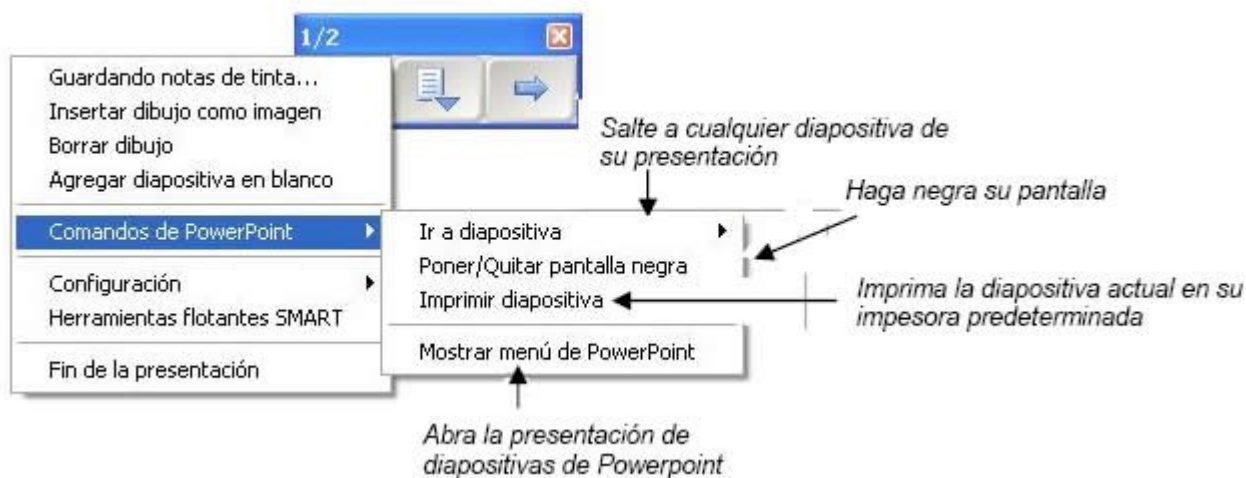 1/2
Guardando notas de tinta...
Insertar dibujo como imagen
Borrar dibujo
Agregar diapositiva en blanco
Comandos de PowerPoint
Configuración
Herramientas flotantes SMART
Fin de la presentación
Salte a cualquier diapositiva de
su presentación
Haga negra su pantalla
Ir a diapositiva
Poner/Quitar pantalla negra
Imprimir diapositiva
Mostrar menú de PowerPoint
Imprima la diapositiva actual en su
impesora predeterminada
Abra la presentación de
diapositivas de Powerpoint